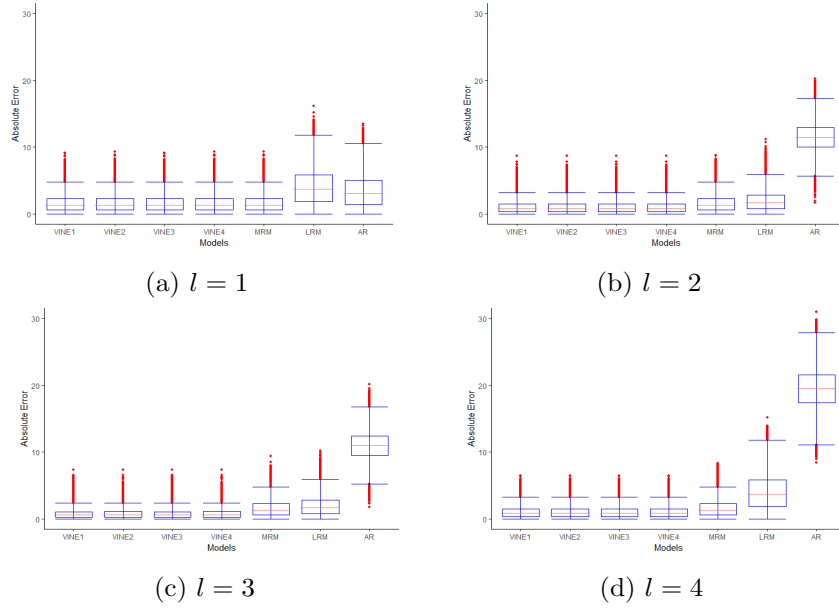 Absolute Error
30
20
10
0
VINE1 VINE2 VINE3 VINE4 MRM LRM AR
Models
(a) l = 1
Absolute Error
30
20
10
0
VINE1 VINE2 VINE3 VINE4 MRM LRM AR
Models
(b) l = 2
Absolute Error
30
20
10
0
VINE1 VINE2 VINE3 VINE4 MRM LRM AR
Models
(c) l = 3
Absolute Error
30
20
10
0
VINE1 VINE2 VINE3 VINE4 MRM LRM AR
Models
(d) l = 4